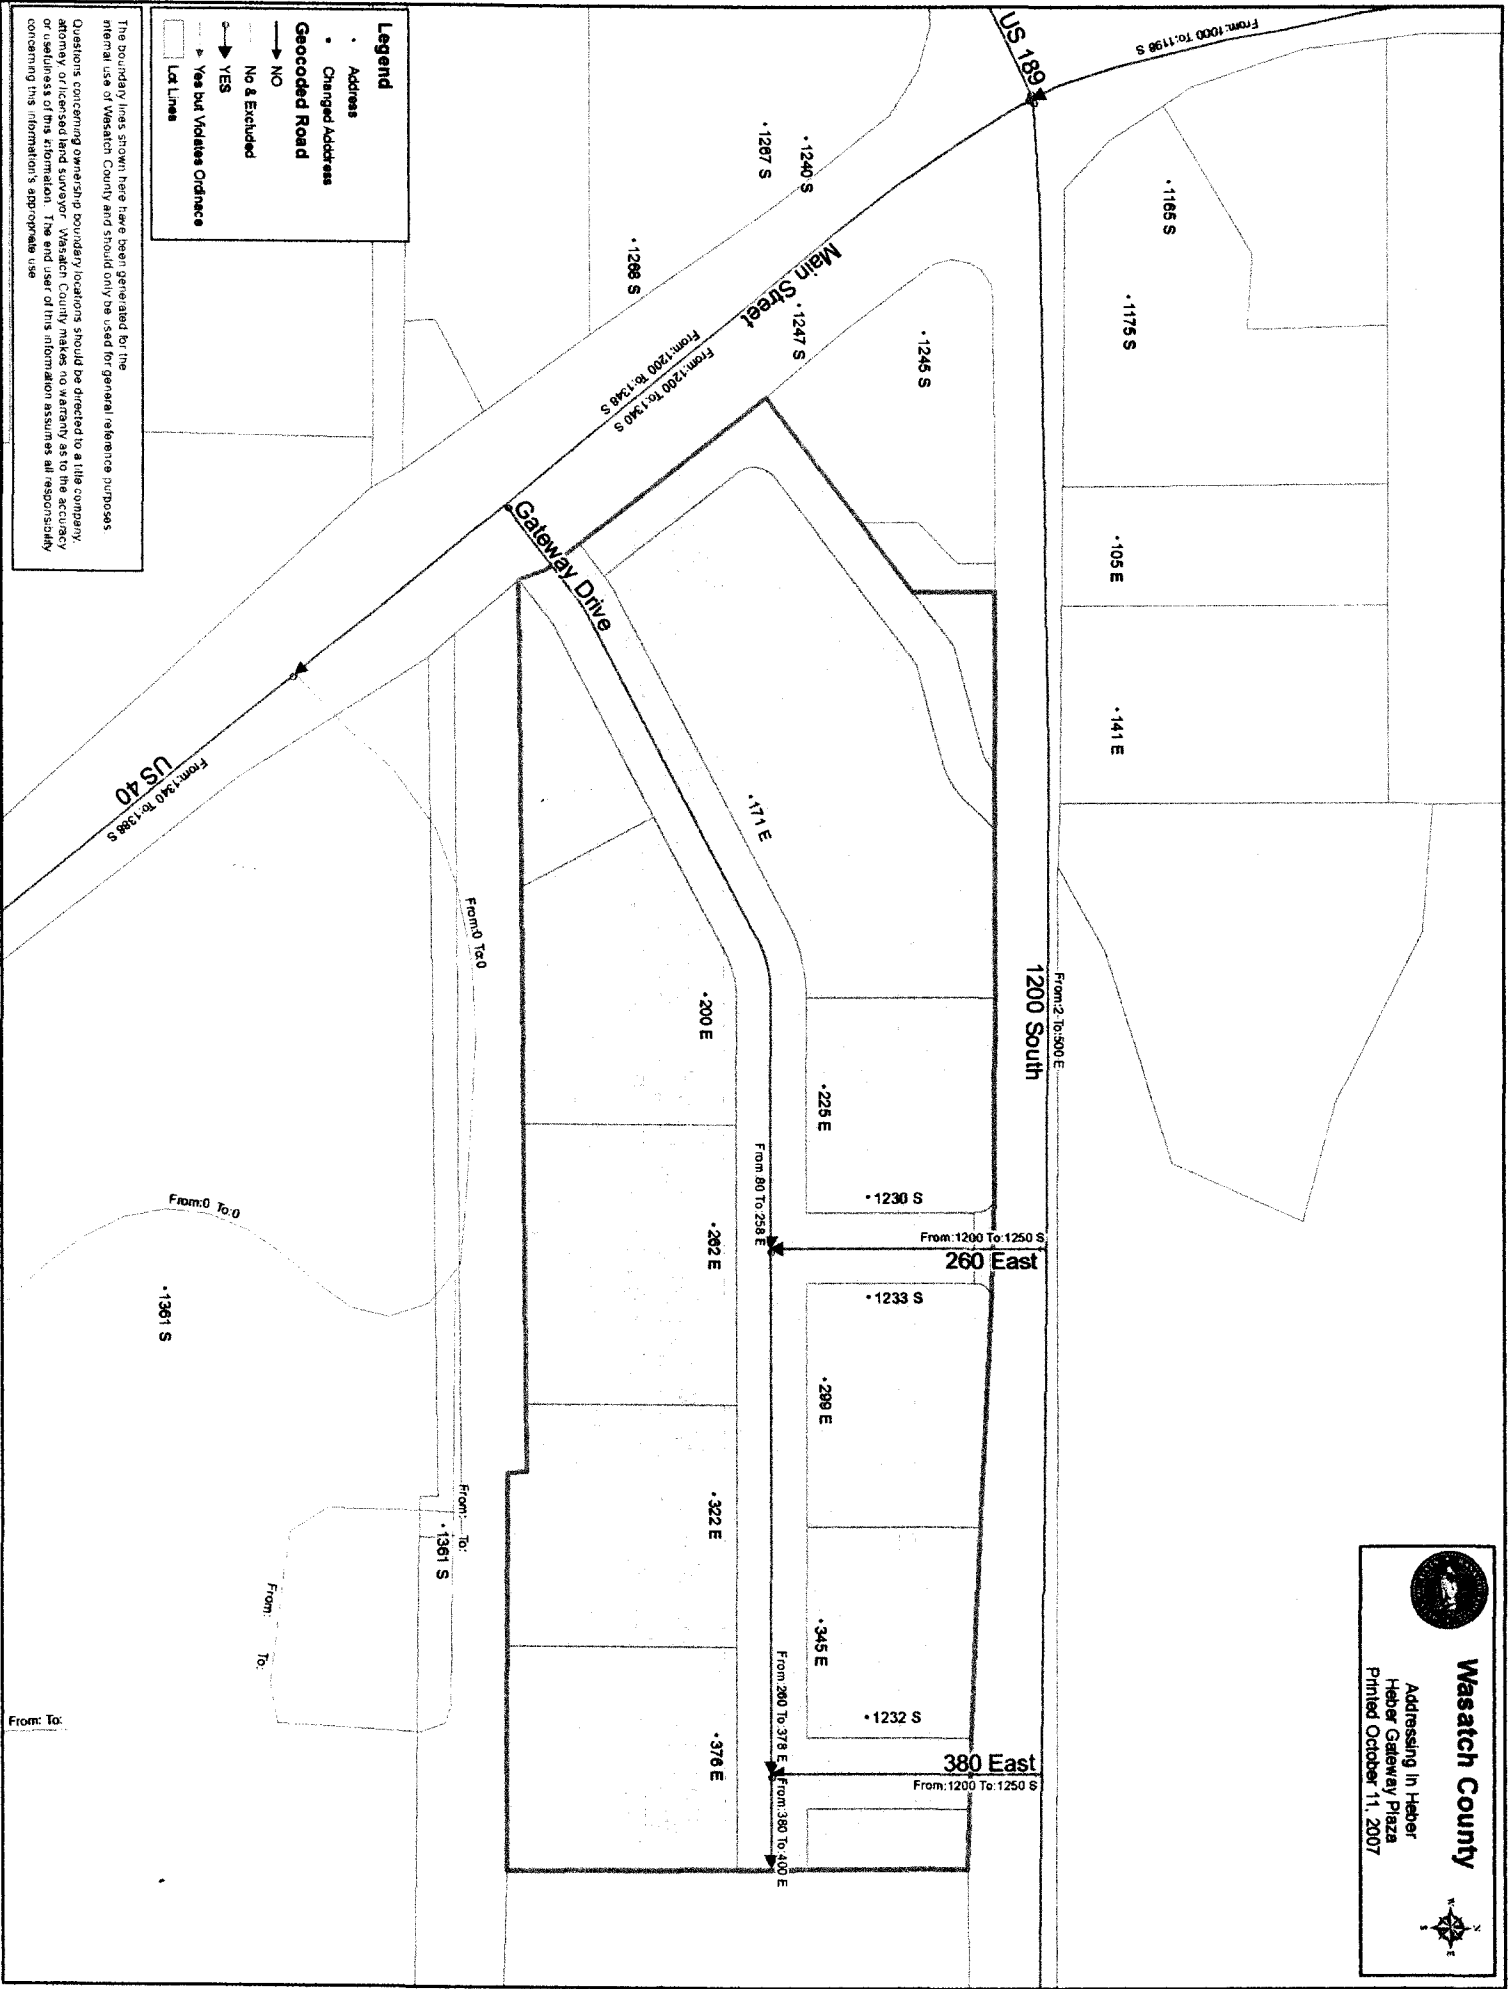 Wasatch County
Addressing in Heber
Heber Gateway Plaza
Printed October 11, 2007
N
W
E
S
From:1000 To:1198 S
US 189
1165 S
1175 S
105 E
141 E
1240 S
1267 S
1268 S
Main Street
1247 S
1245 S
From:1200 To:1340 S
From:1200 To:1348 S
From:2 To:500 E
1200 South
Gateway Drive
171 E
200 E
225 E
1230 S
From:1200 To:1250 S
260 East
1233 S
From:80 To:258 E
262 E
299 E
322 E
345 E
1232 S
380 East
From:1200 To:1250 S
From:260 To:378 E
From:380 To:400 E
376 E
US 40
From:1340 To:1388 S
From:0 To:0
From:0 To:0
1361 S
From: To:
1361 S
From: To:
From: To:
Legend
Address
Changed Adddress
Geocoded Road
NO
No & Excluded
YES
Yes but Violates Ordinace
Lot Lines
The boundary lines shown here have been generated for the
internal use of Wasatch County and should only be used for general reference purposes.
Questions concerning ownership boundary locations should be directed to a title company,
attorney, or licensed land surveyor. Wasatch County makes no warranty as to the accuracy
or usefulness of this information. The end user of this information assumes all responsibility
concerning this information's appropriate use